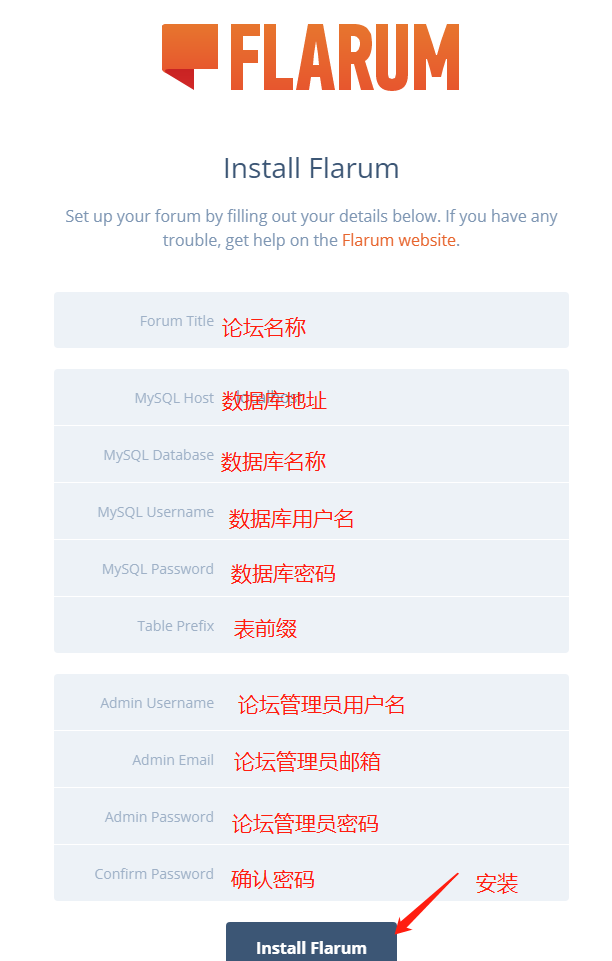 FLARUM
Install Flarum
Set up your forum by filling out your details below. If you have any
trouble, get help on the Flarum website.
Forum Title 论坛名称
MySQL Host 数据库地址
MySQL Database 数据库名称
MySQL Username 数据库用户名
MySQL Password 数据库密码
Table Prefix 表前缀
Admin Username 论坛管理员用户名
Admin Email 论坛管理员邮箱
Admin Password 论坛管理员密码
Confirm Password 确认密码
安装
Install Flarum